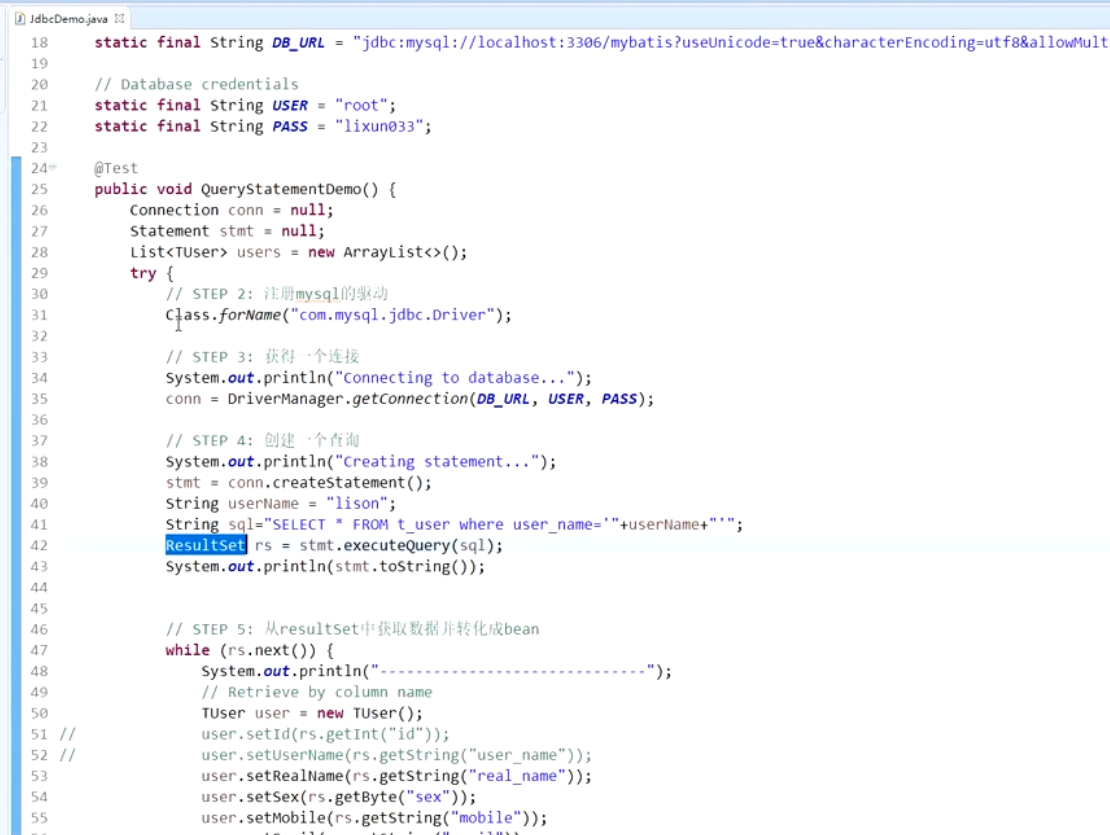 JdbcDemo.java
18 static final String DB_URL = "jdbc:mysql://localhost:3306/mybatis?useUnicode=true&characterEncoding=utf8&allowMult
19
20 // Database credentials
21 static final String USER = "root";
22 static final String PASS = "lixun033";
23
24 @Test
25 public void QueryStatementDemo() {
26 Connection conn = null;
27 Statement stmt = null;
28 List<TUser> users = new ArrayList<>();
29 try {
30 // STEP 2: 注册mysql的驱动
31 Class.forName("com.mysql.jdbc.Driver");
32
33 // STEP 3: 获得一个连接
34 System.out.println("Connecting to database...");
35 conn = DriverManager.getConnection(DB_URL, USER, PASS);
36
37 // STEP 4: 创建一个查询
38 System.out.println("Creating statement...");
39 stmt = conn.createStatement();
40 String userName = "lison";
41 String sql="SELECT * FROM t_user where user_name='"+userName+"'";
42 ResultSet rs = stmt.executeQuery(sql);
43 System.out.println(stmt.toString());
44
45
46 // STEP 5: 从resultSet中获取数据并转化成bean
47 while (rs.next()) {
48 System.out.println("------------------------------");
49 // Retrieve by column name
50 TUser user = new TUser();
51 // user.setId(rs.getInt("id"));
52 // user.setUserName(rs.getString("user_name"));
53 user.setRealName(rs.getString("real_name"));
54 user.setSex(rs.getByte("sex"));
55 user.setMobile(rs.getString("mobile"));